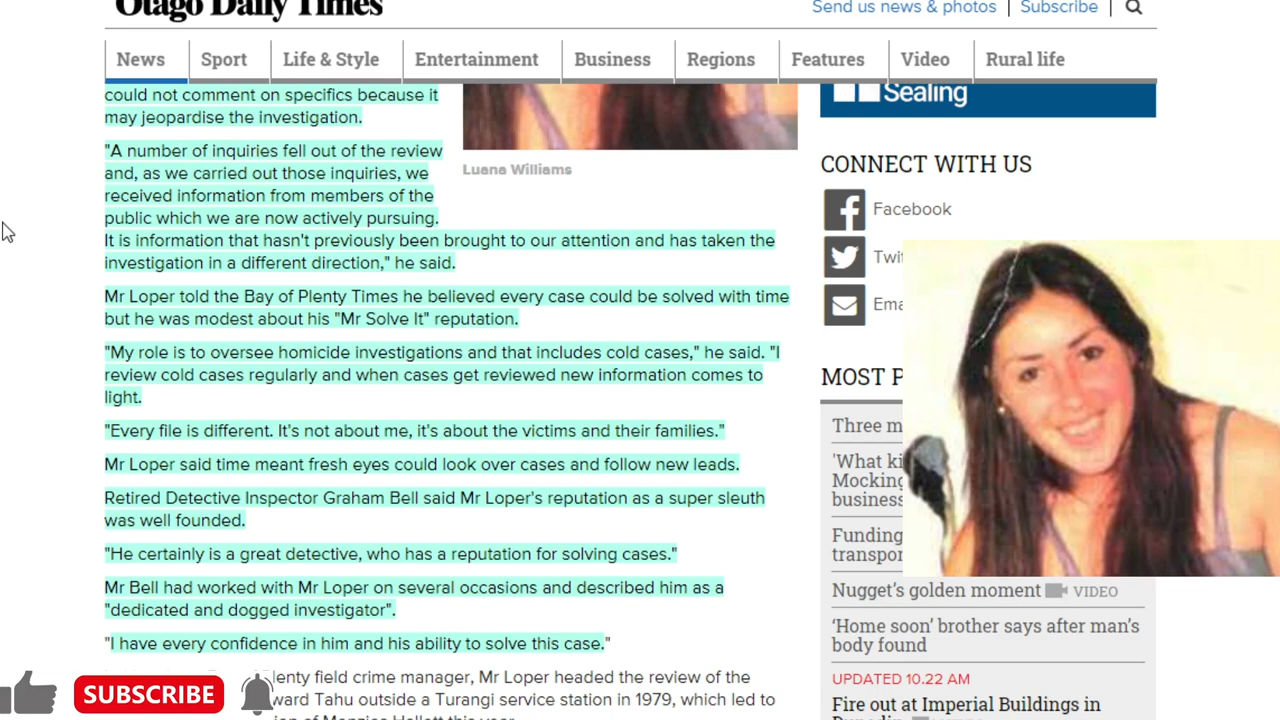 Otago Daily Times
Send us news & photos | Subscribe |
News
Sport
Life & Style
Entertainment
Business
Regions
Features
Video
Rural life
could not comment on specifics because it
may jeopardise the investigation.
"A number of inquiries fell out of the review
and, as we carried out those inquiries, we
received information from members of the
public which we are now actively pursuing.
It is information that hasn't previously been brought to our attention and has taken the
investigation in a different direction," he said.
Mr Loper told the Bay of Plenty Times he believed every case could be solved with time
but he was modest about his "Mr Solve It" reputation.
"My role is to oversee homicide investigations and that includes cold cases," he said. "I
review cold cases regularly and when cases get reviewed new information comes to
light.
"Every file is different. It's not about me, it's about the victims and their families."
Mr Loper said time meant fresh eyes could look over cases and follow new leads.
Retired Detective Inspector Graham Bell said Mr Loper's reputation as a super sleuth
was well founded.
"He certainly is a great detective, who has a reputation for solving cases."
Mr Bell had worked with Mr Loper on several occasions and described him as a
"dedicated and dogged investigator".
"I have every confidence in him and his ability to solve this case."
lenty field crime manager, Mr Loper headed the review of the
ward Tahu outside a Turangi service station in 1979, which led to
Luana Williams
Sealing
CONNECT WITH US
Facebook
Twit
Ema
MOST P
Three m
'What ki
Mocking
business
Funding
transpor
Nugget's golden moment VIDEO
'Home soon' brother says after man's
body found
UPDATED 10.22 AM
Fire out at Imperial Buildings in
SUBSCRIBE